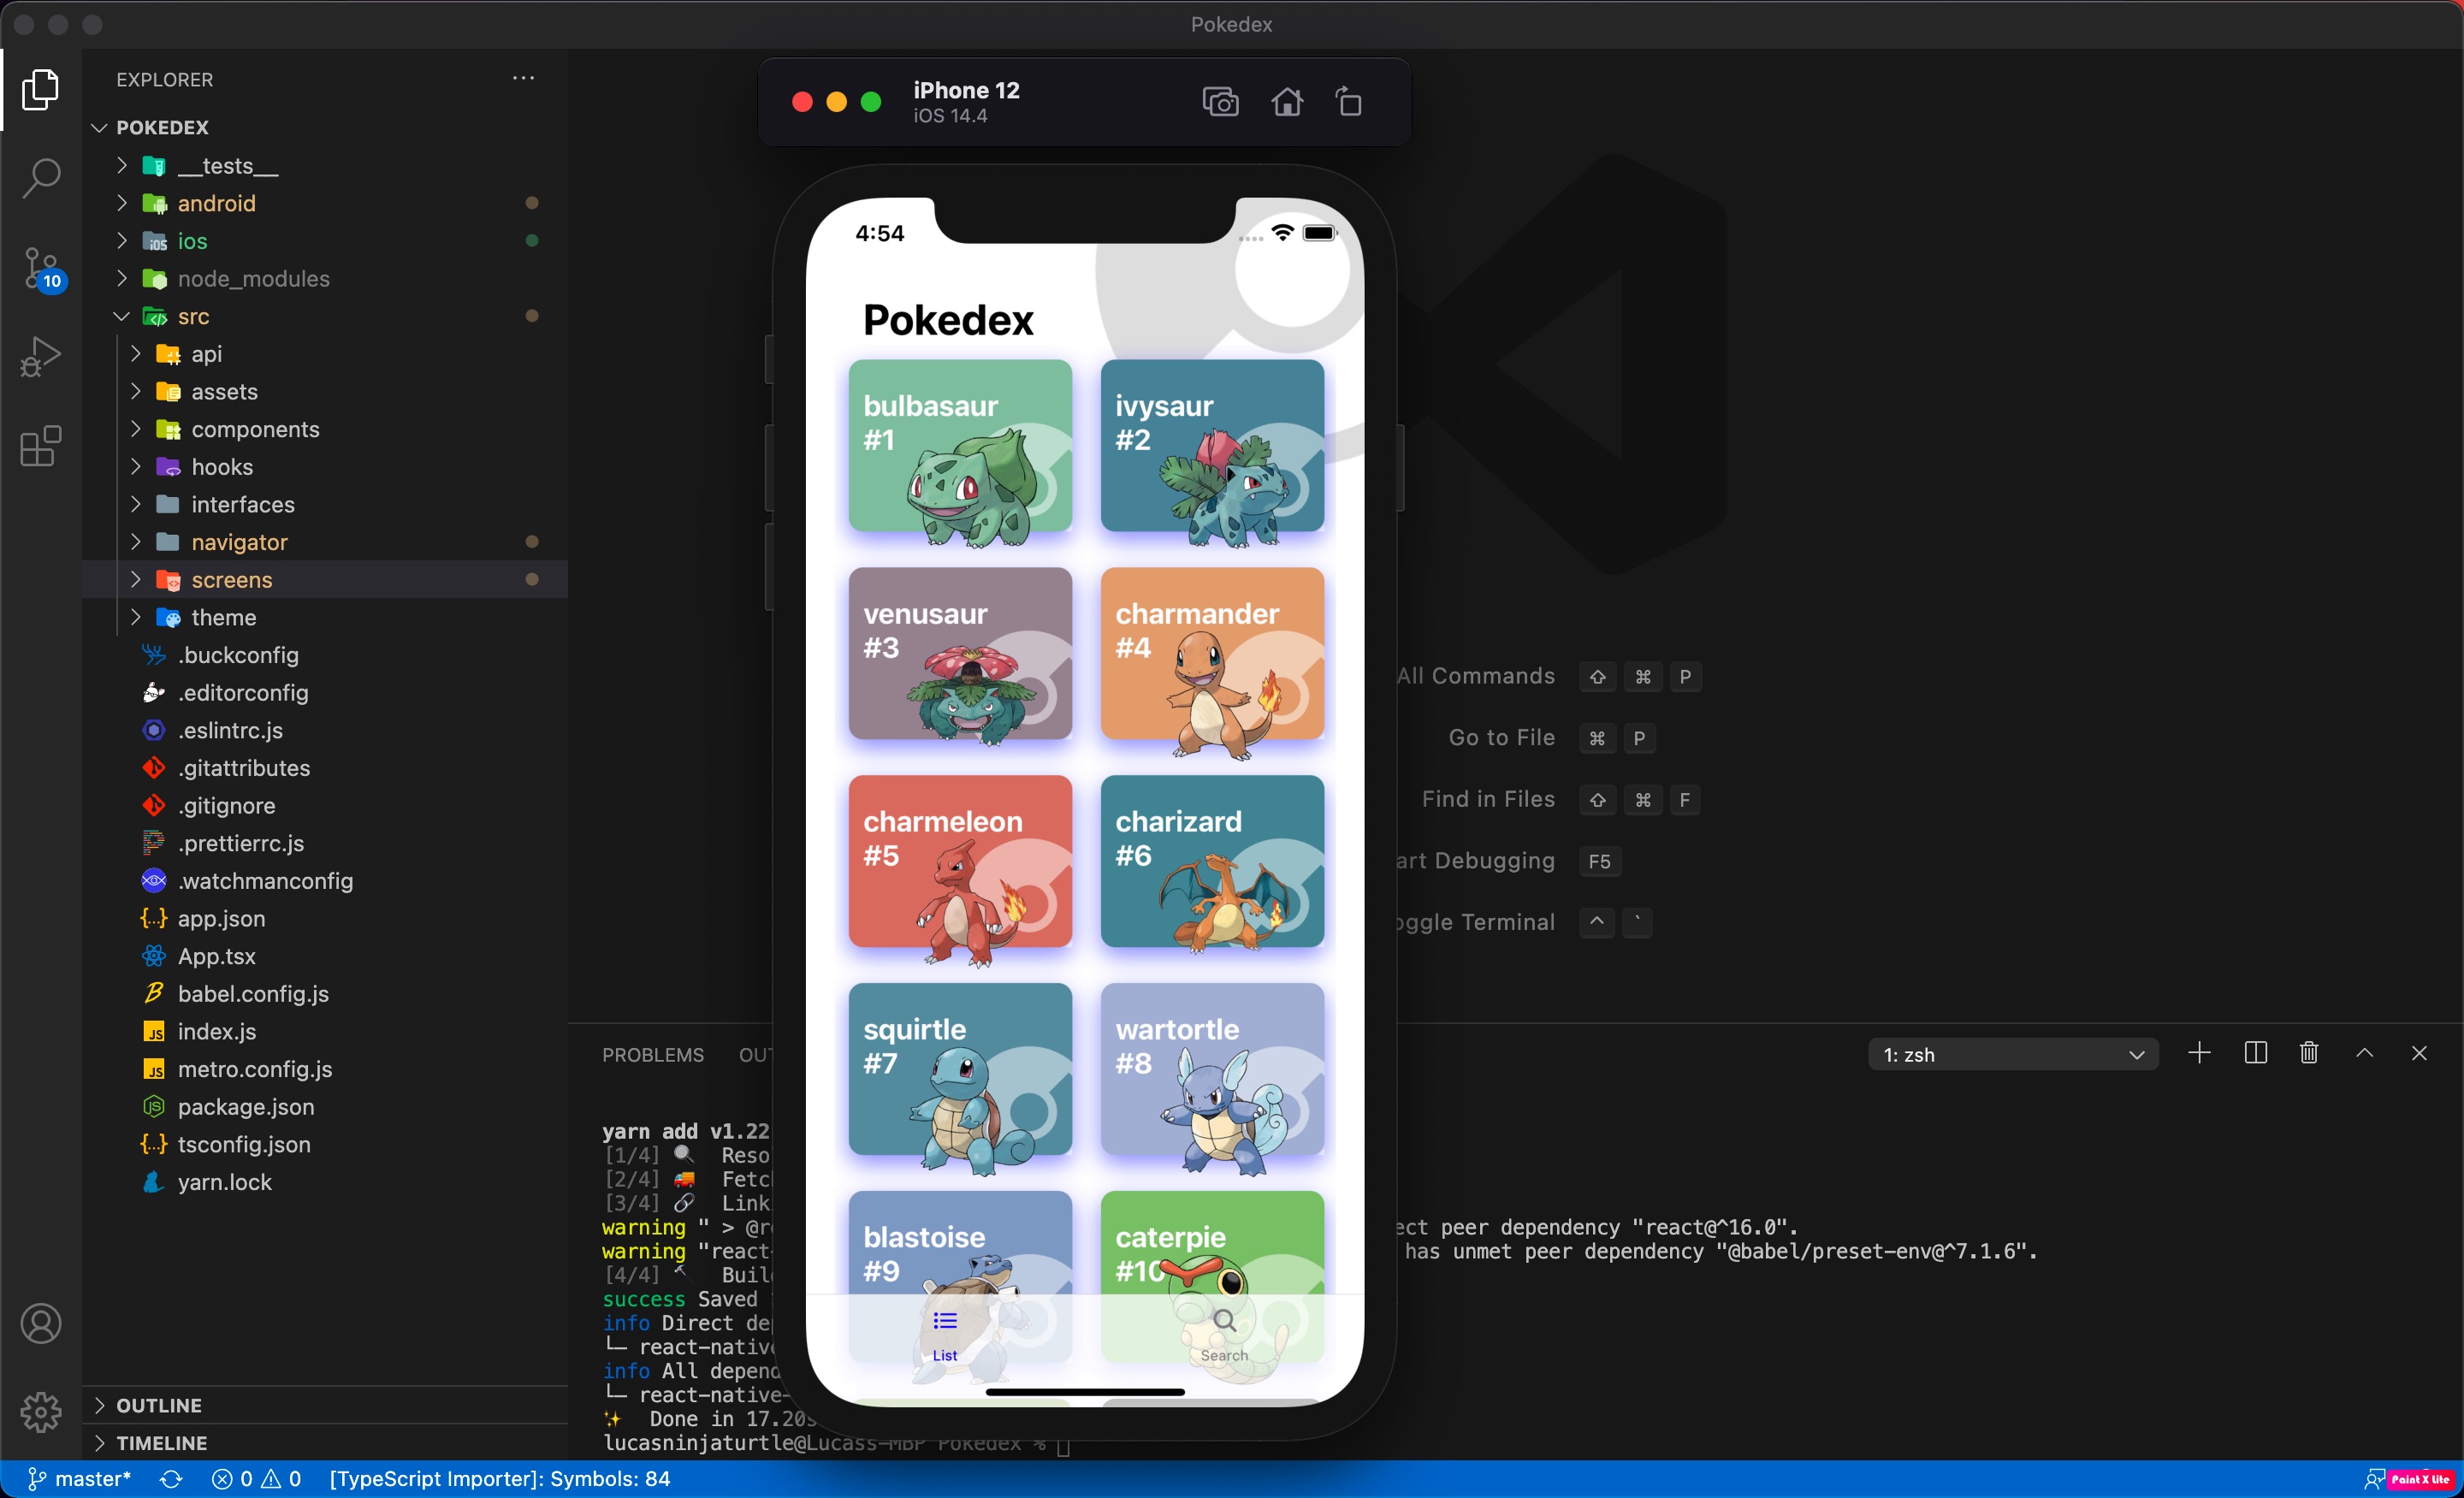 Pokedex
EXPLORER
POKEDEX
__tests__
android
ios
node_modules
src
api
assets
components
hooks
interfaces
navigator
screens
theme
.buckconfig
.editorconfig
.eslintrc.js
.gitattributes
.gitignore
.prettierrc.js
.watchmanconfig
app.json
App.tsx
babel.config.js
index.js
metro.config.js
package.json
tsconfig.json
yarn.lock
OUTLINE
TIMELINE
10
iPhone 12
iOS 14.4
4:54
Pokedex
bulbasaur
#1
ivysaur
#2
venusaur
#3
charmander
#4
charmeleon
#5
charizard
#6
squirtle
#7
wartortle
#8
blastoise
#9
caterpie
#10
List
Search
All Commands ⇧ ⌘ P
Go to File ⌘ P
Find in Files ⇧ ⌘ F
art Debugging F5
oggle Terminal ^ `
PROBLEMS OUT
1: zsh
yarn add v1.22
[1/4] 🔍 Reso
[2/4] 🚚 Fetc
[3/4] 🔗 Link
warning " > @r ect peer dependency "react@^16.0".
warning "react- has unmet peer dependency "@babel/preset-env@^7.1.6".
[4/4] 🔨 Buil
success Saved
info Direct de
└─ react-native
info All depend
└─ react-native-
✨ Done in 17.20s
lucasninjaturtle@Lucass-MBP Pokedex %
master* 0 0 [TypeScript Importer]: Symbols: 84
Paint X lite